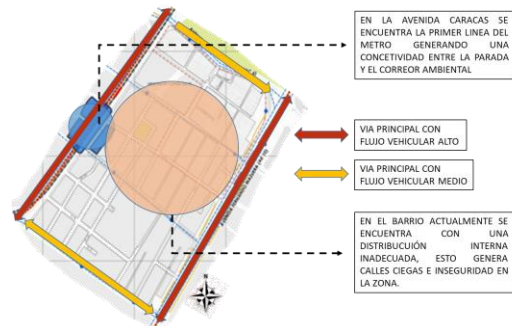 EN LA AVENIDA CARACAS SE
ENCUENTRA LA PRIMER LINEA DEL
METRO GENERANDO UNA
CONCETIVIDAD ENTRE LA PARADA
Y EL CORREOR AMBIENTAL
VIA PRINCIPAL CON
FLUJO VEHICULAR ALTO
VIA PRINCIPAL CON
FLUJO VEHICULAR MEDIO
EN EL BARRIO ACTUALMENTE SE
ENCUENTRA CON UNA
DISTRIBUCUIÓN INTERNA
INADECUADA, ESTO GENERA
CALLES CIEGAS E INSEGURIDAD EN
LA ZONA.
N